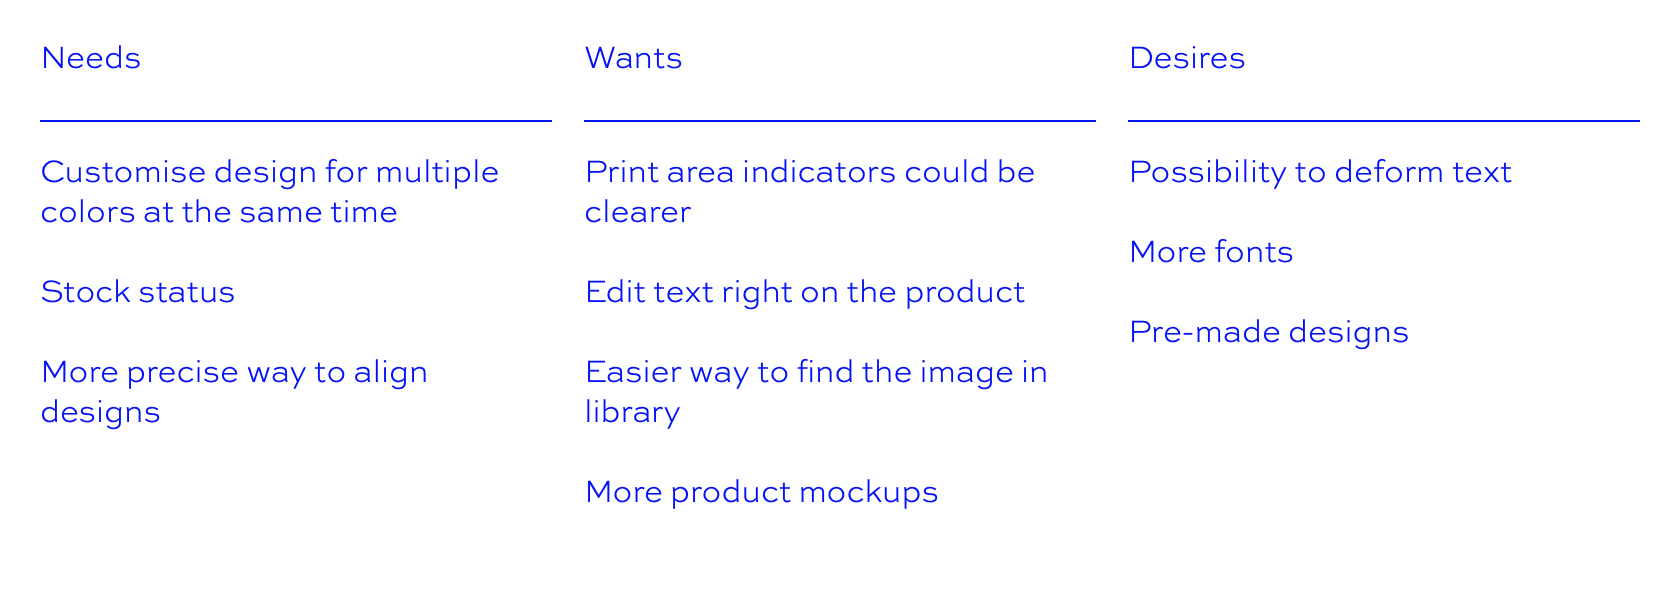 Needs
Customise design for multiple
colors at the same time
Stock status
More precise way to align
designs
Wants
Print area indicators could be
clearer
Edit text right on the product
Easier way to find the image in
library
More product mockups
Desires
Possibility to deform text
More fonts
Pre-made designs